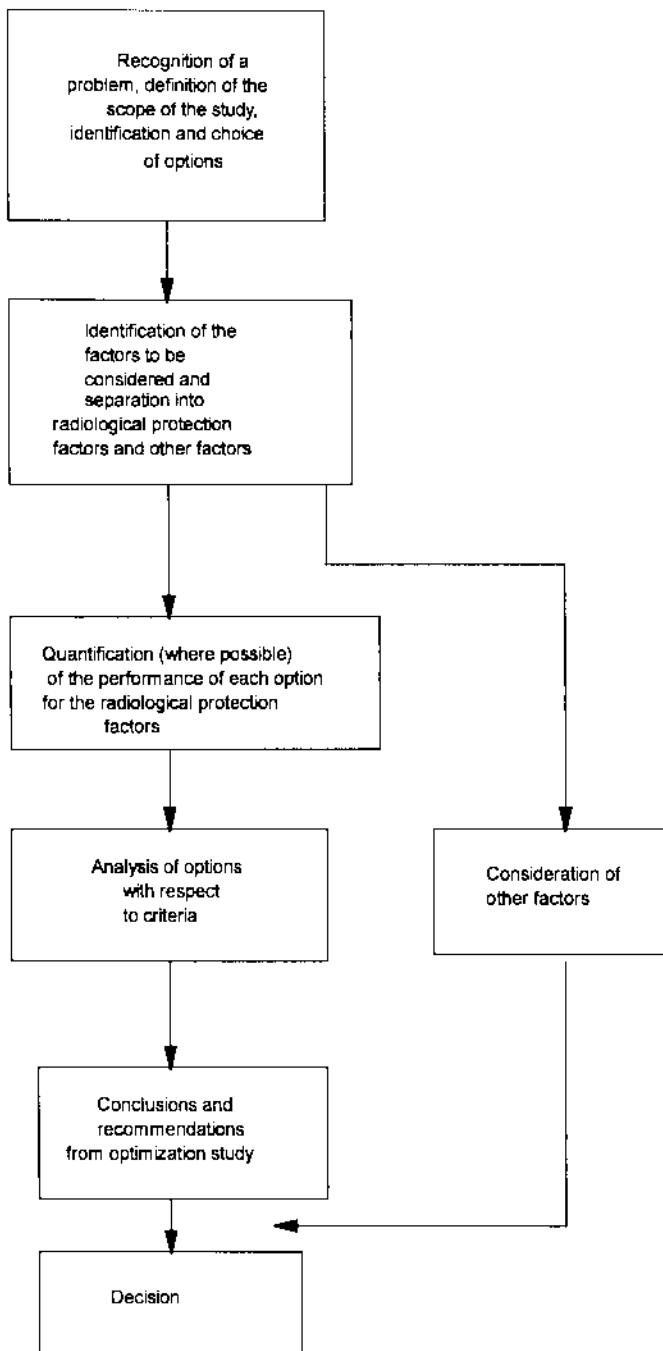 Recognition of a
problem, definition of the
scope of the study,
identification and choice
of options
Identification of the
factors to be
considered and
separation into
radiological protection
factors and other factors
Quantification (where possible)
of the performance of each option
for the radiological protection
factors
Analysis of options
with respect
to criteria
Consideration of
other factors
Conclusions and
recommendations
from optimization study
Decision